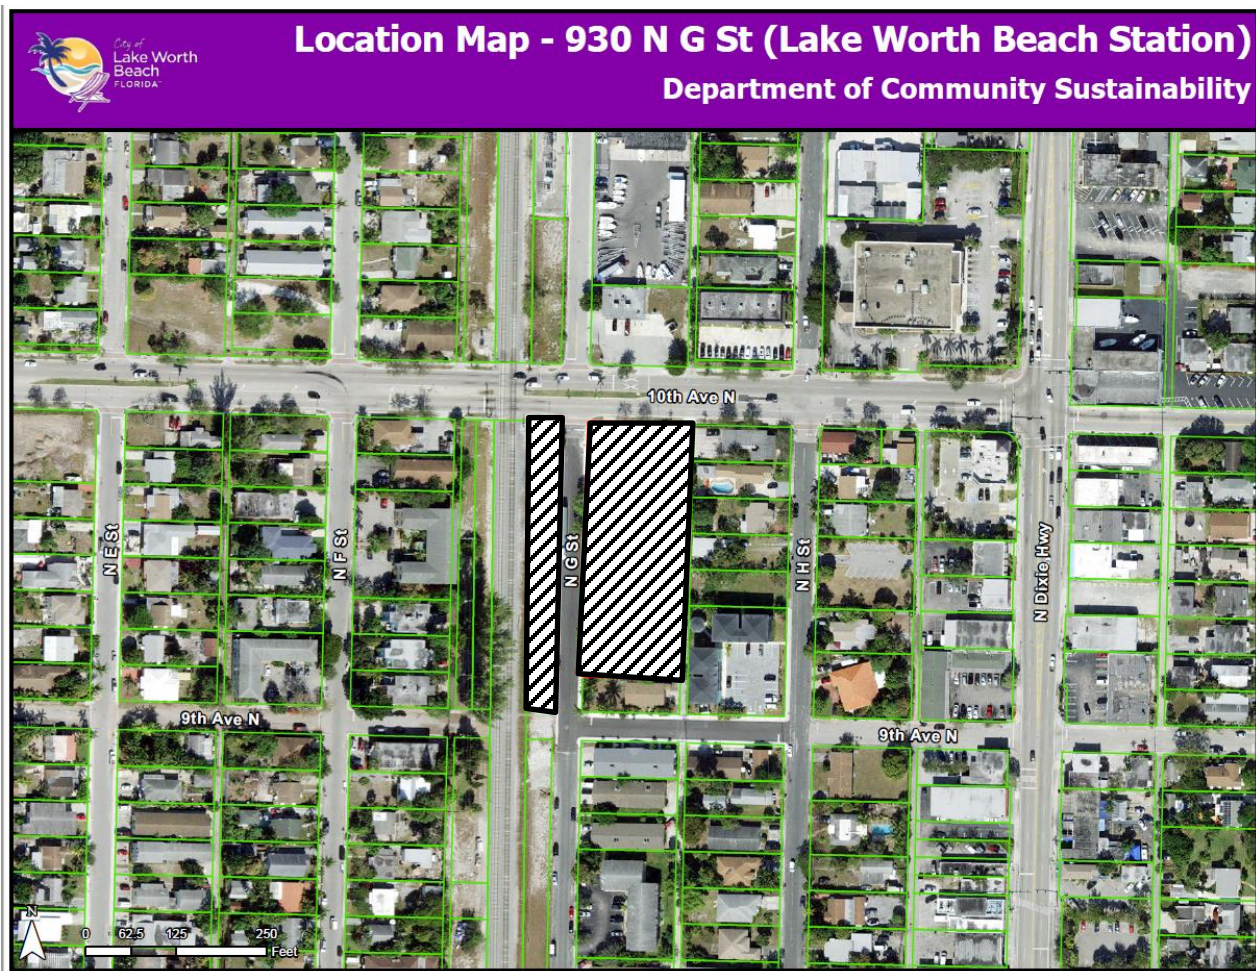 City of
Lake Worth
Beach
FLORIDA
Location Map - 930 N G St (Lake Worth Beach Station)
Department of Community Sustainability
10th Ave N
N E St
N F St
N G St
N H St
N Dixie Hwy
9th Ave N
9th Ave N
N
0 62.5 125 250
Feet